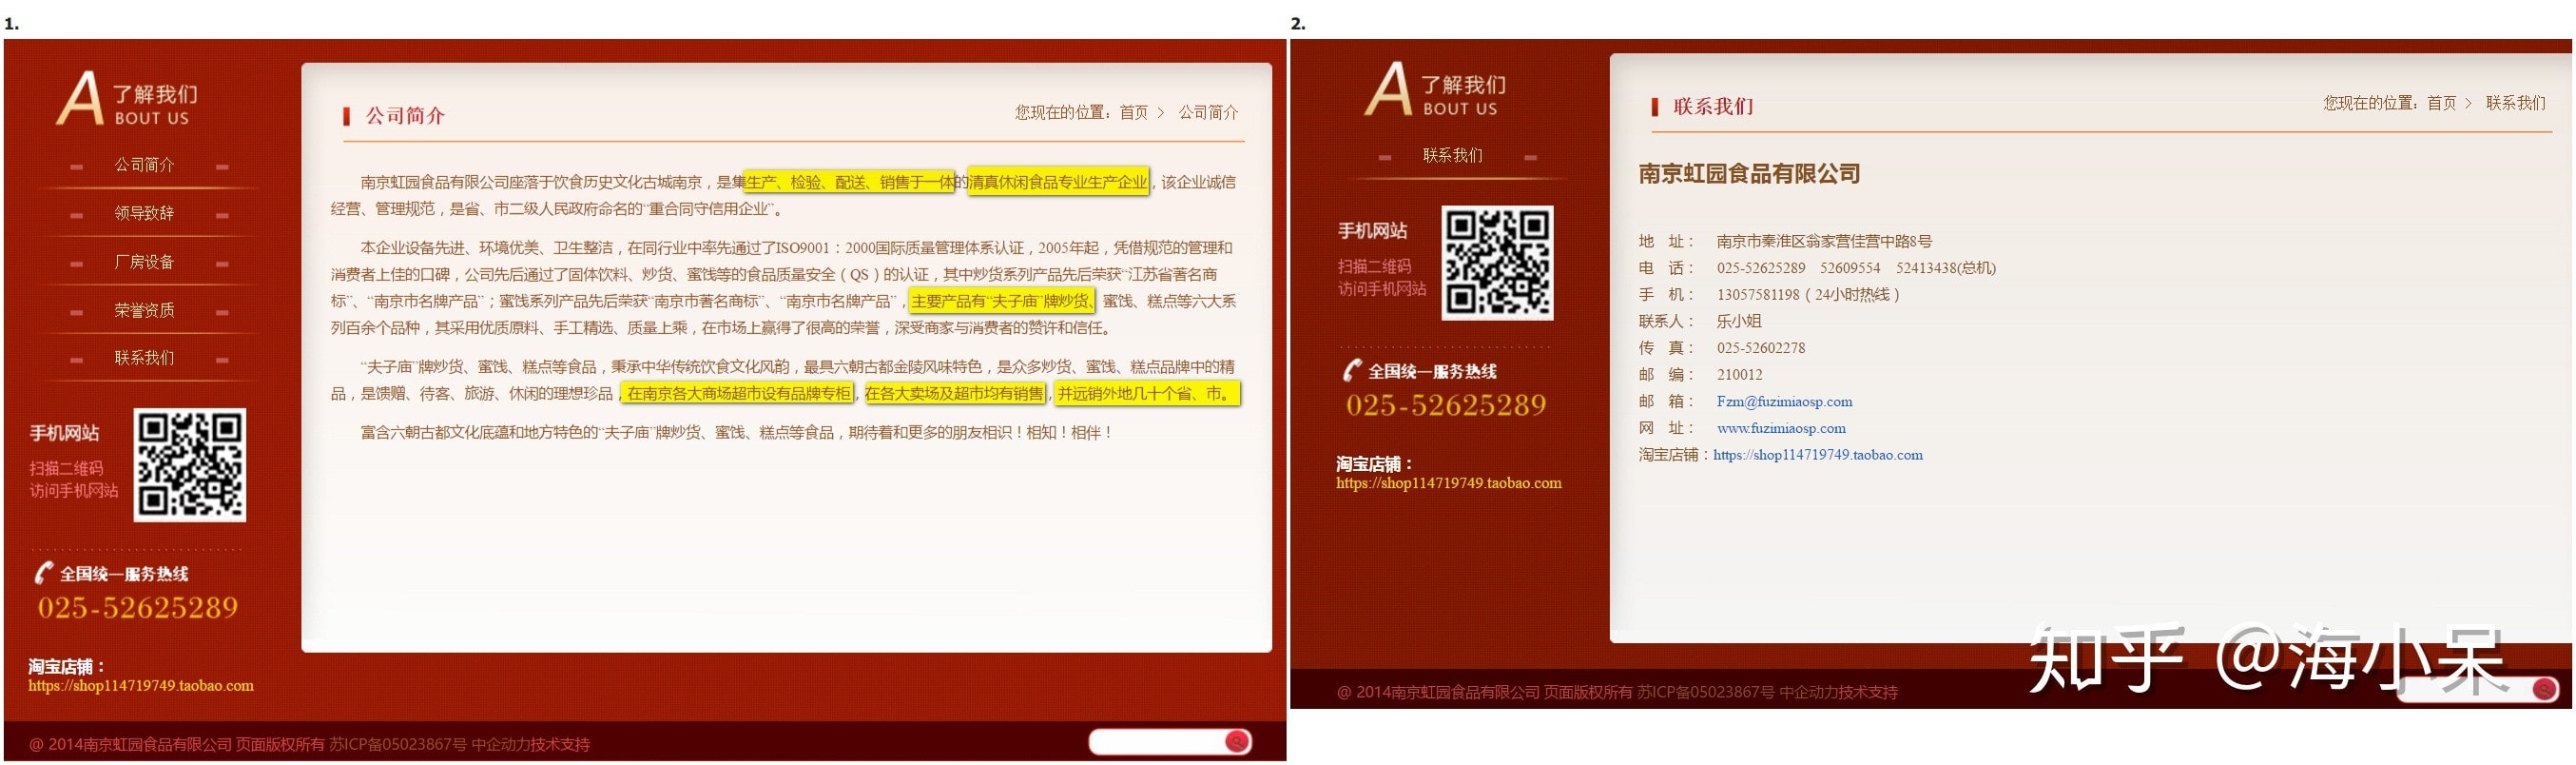 1.
A 了解我们
BOUT US
公司简介
领导致辞
厂房设备
荣誉资质
联系我们
手机网站
扫描二维码
访问手机网站
全国统一服务热线
025-52625289
淘宝店铺：
https://shop114719749.taobao.com
公司简介
您现在的位置：首页 > 公司简介
南京虹园食品有限公司座落于饮食历史文化古城南京，是集生产、检验、配送、销售于一体的清真休闲食品专业生产企业，该企业诚信
经营、管理规范，是省、市二级人民政府命名的“重合同守信用企业”。
本企业设备先进、环境优美、卫生整洁，在同行业中率先通过了ISO9001：2000国际质量管理体系认证，2005年起，凭借规范的管理和
消费者上佳的口碑，公司先后通过了固体饮料、炒货、蜜饯等的食品质量安全（QS）的认证，其中炒货系列产品先后荣获“江苏省著名商
标”、“南京市名牌产品”；蜜饯系列产品先后荣获“南京市著名商标”、“南京市名牌产品”，主要产品有“夫子庙”牌炒货、蜜饯、糕点等六大系
列百余个品种，其采用优质原料、手工精选、质量上乘，在市场上赢得了很高的荣誉，深受商家与消费者的赞许和信任。
“夫子庙”牌炒货、蜜饯、糕点等食品，秉承中华传统饮食文化风韵，最具六朝古都金陵风味特色，是众多炒货、蜜饯、糕点品牌中的精
品，是馈赠、待客、旅游、休闲的理想珍品，在南京各大商场超市设有品牌专柜，在各大卖场及超市均有销售，并远销外地几十个省、市。
富含六朝古都文化底蕴和地方特色的“夫子庙”牌炒货、蜜饯、糕点等食品，期待着和更多的朋友相识！相知！相伴！
@ 2014南京虹园食品有限公司 页面版权所有 苏ICP备05023867号 中企动力技术支持
2.
A 了解我们
BOUT US
联系我们
手机网站
扫描二维码
访问手机网站
全国统一服务热线
025-52625289
淘宝店铺：
https://shop114719749.taobao.com
联系我们
您现在的位置：首页 > 联系我们
南京虹园食品有限公司
地 址： 南京市秦淮区翁家营佳营中路8号
电 话： 025-52625289 52609554 52413438(总机)
手 机： 13057581198（24小时热线）
联系人： 乐小姐
传 真： 025-52602278
邮 编： 210012
邮 箱： Fzm@fuzimiaosp.com
网 址： www.fuzimiaosp.com
淘宝店铺：https://shop114719749.taobao.com
@ 2014南京虹园食品有限公司 页面版权所有 苏ICP备05023867号 中企动力技术支持
知乎 @海小呆